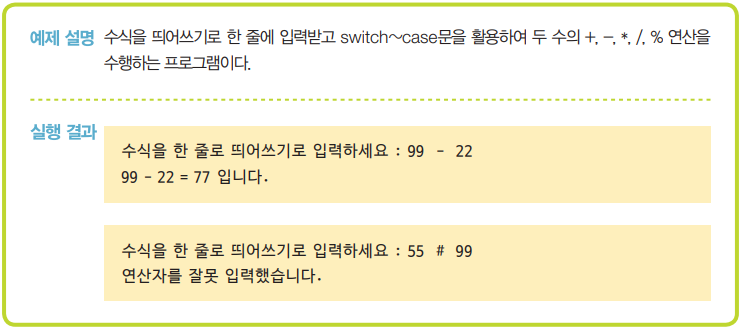 예제 설명 수식을 띄어쓰기로 한 줄에 입력받고 switch~case문을 활용하여 두 수의 +, −, *, /, % 연산을
수행하는 프로그램이다.
실행 결과
수식을 한 줄로 띄어쓰기로 입력하세요 : 99 - 22
99 - 22 = 77 입니다.
수식을 한 줄로 띄어쓰기로 입력하세요 : 55 # 99
연산자를 잘못 입력했습니다.